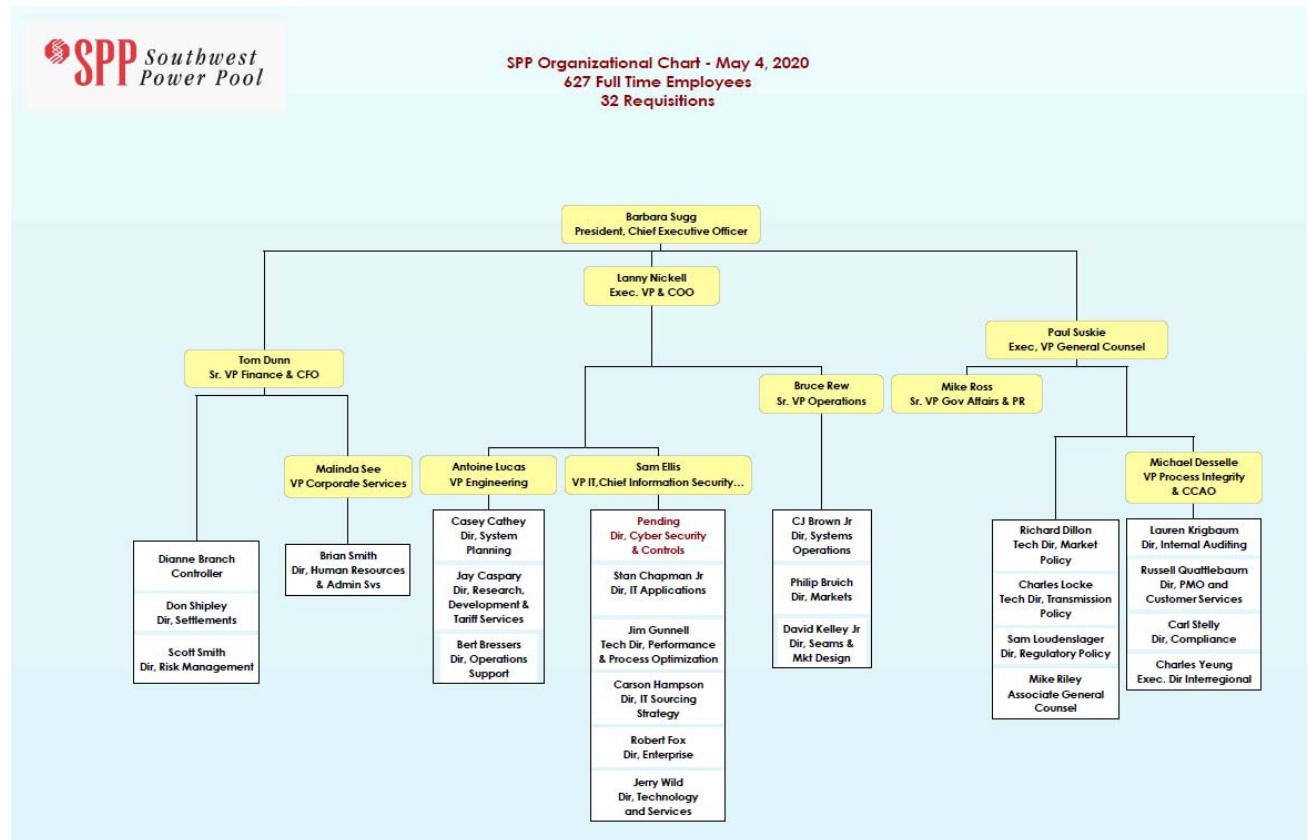 SPP Southwest
Power Pool
SPP Organizational Chart - May 4, 2020
627 Full Time Employees
32 Requisitions
Barbara Sugg
President, Chief Executive Officer
Lanny Nickell
Exec. VP & COO
Paul Suskie
Exec, VP General Counsel
Tom Dunn
Sr. VP Finance & CFO
Bruce Rew
Sr. VP Operations
Mike Ross
Sr. VP Gov Affairs & PR
Malinda See
VP Corporate Services
Antoine Lucas
VP Engineering
Sam Ellis
VP IT,Chief Information Security...
Michael Desselle
VP Process Integrity
& CCAO
Dianne Branch
Controller
Don Shipley
Dir, Settlements
Scott Smith
Dir, Risk Management
Brian Smith
Dir, Human Resources
& Admin Svs
Casey Cathey
Dir, System
Planning
Jay Caspary
Dir, Research,
Development &
Tariff Services
Bert Bressers
Dir, Operations
Support
Pending
Dir, Cyber Security
& Controls
Stan Chapman Jr
Dir, IT Applications
Jim Gunnell
Tech Dir, Performance
& Process Optimization
Carson Hampson
Dir, IT Sourcing
Strategy
Robert Fox
Dir, Enterprise
Jerry Wild
Dir, Technology
and Services
CJ Brown Jr
Dir, Systems
Operations
Philip Bruich
Dir, Markets
David Kelley Jr
Dir, Seams &
Mkt Design
Richard Dillon
Tech Dir, Market
Policy
Charles Locke
Tech Dir, Transmission
Policy
Sam Loudenslager
Dir, Regulatory Policy
Mike Riley
Associate General
Counsel
Lauren Krigbaum
Dir, Internal Auditing
Russell Quattlebaum
Dir, PMO and
Customer Services
Carl Stelly
Dir, Compliance
Charles Yeung
Exec. Dir Interregional